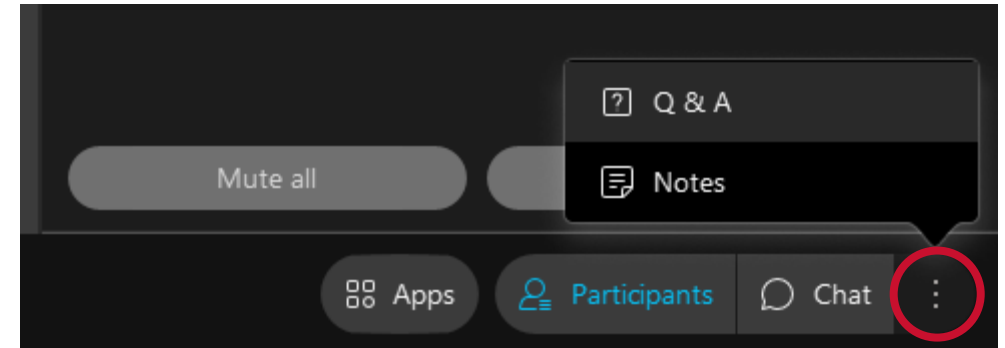 Q & A
Notes
Mute all
Apps
Participants
Chat